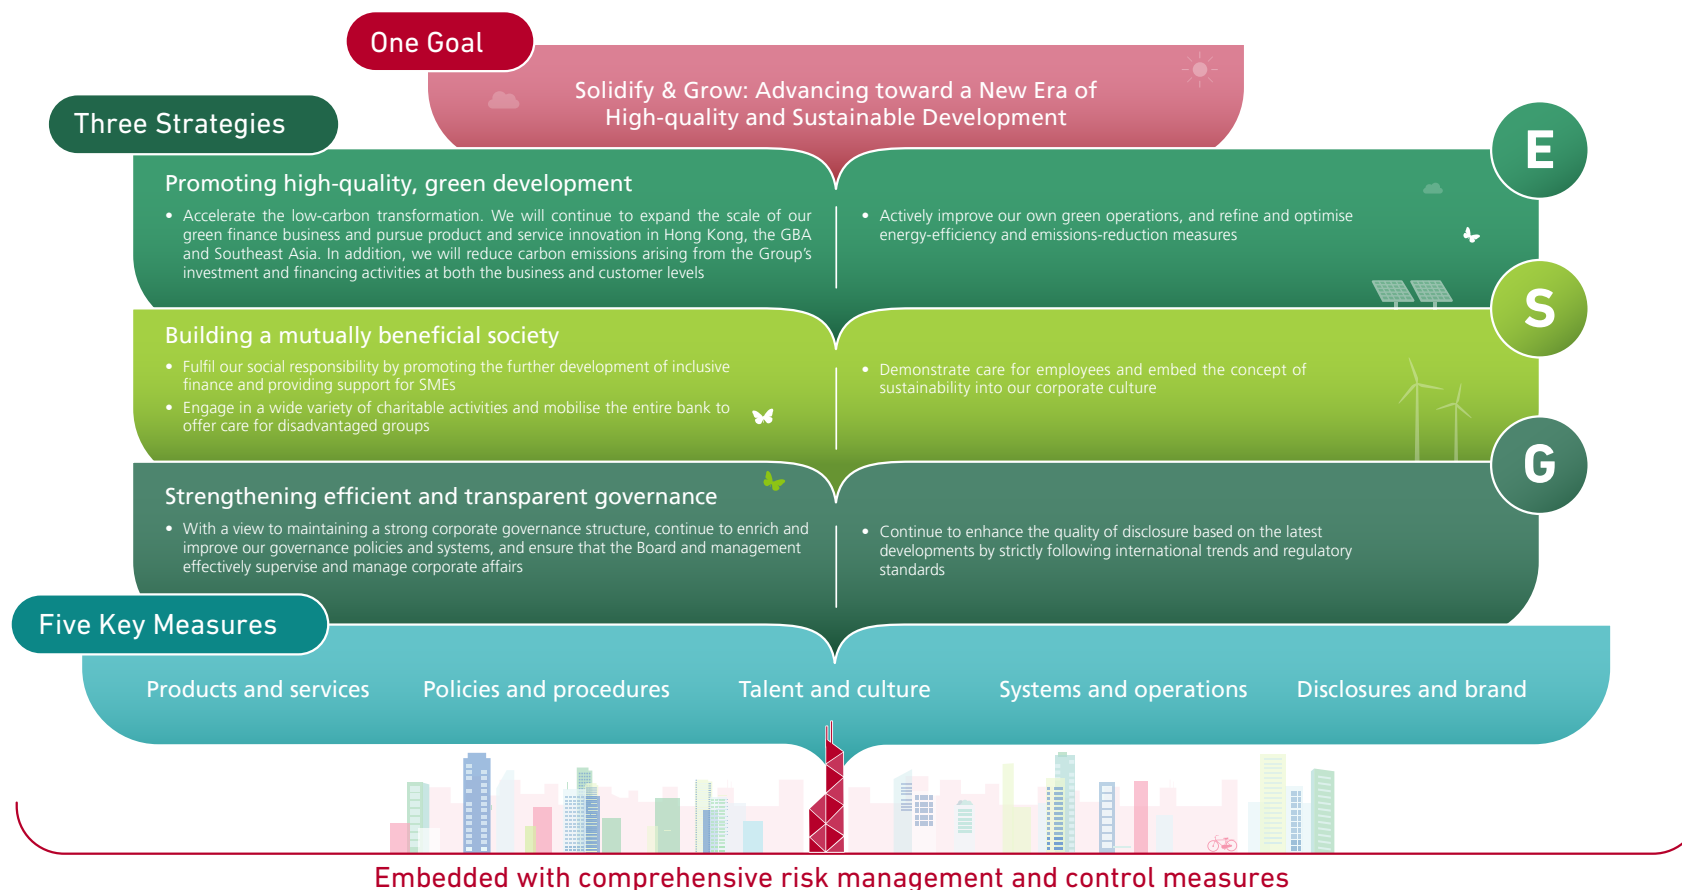 One Goal
Solidify & Grow: Advancing toward a New Era of
High-quality and Sustainable Development
Three Strategies
E
Promoting high-quality, green development
• Accelerate the low-carbon transformation. We will continue to expand the scale of our
green finance business and pursue product and service innovation in Hong Kong, the GBA
and Southeast Asia. In addition, we will reduce carbon emissions arising from the Group's
investment and financing activities at both the business and customer levels
• Actively improve our own green operations, and refine and optimise
energy-efficiency and emissions-reduction measures
S
Building a mutually beneficial society
• Fulfil our social responsibility by promoting the further development of inclusive
finance and providing support for SMEs
• Engage in a wide variety of charitable activities and mobilise the entire bank to
offer care for disadvantaged groups
• Demonstrate care for employees and embed the concept of
sustainability into our corporate culture
G
Strengthening efficient and transparent governance
• With a view to maintaining a strong corporate governance structure, continue to enrich and
improve our governance policies and systems, and ensure that the Board and management
effectively supervise and manage corporate affairs
• Continue to enhance the quality of disclosure based on the latest
developments by strictly following international trends and regulatory
standards
Five Key Measures
Products and services
Policies and procedures
Talent and culture
Systems and operations
Disclosures and brand
Embedded with comprehensive risk management and control measures